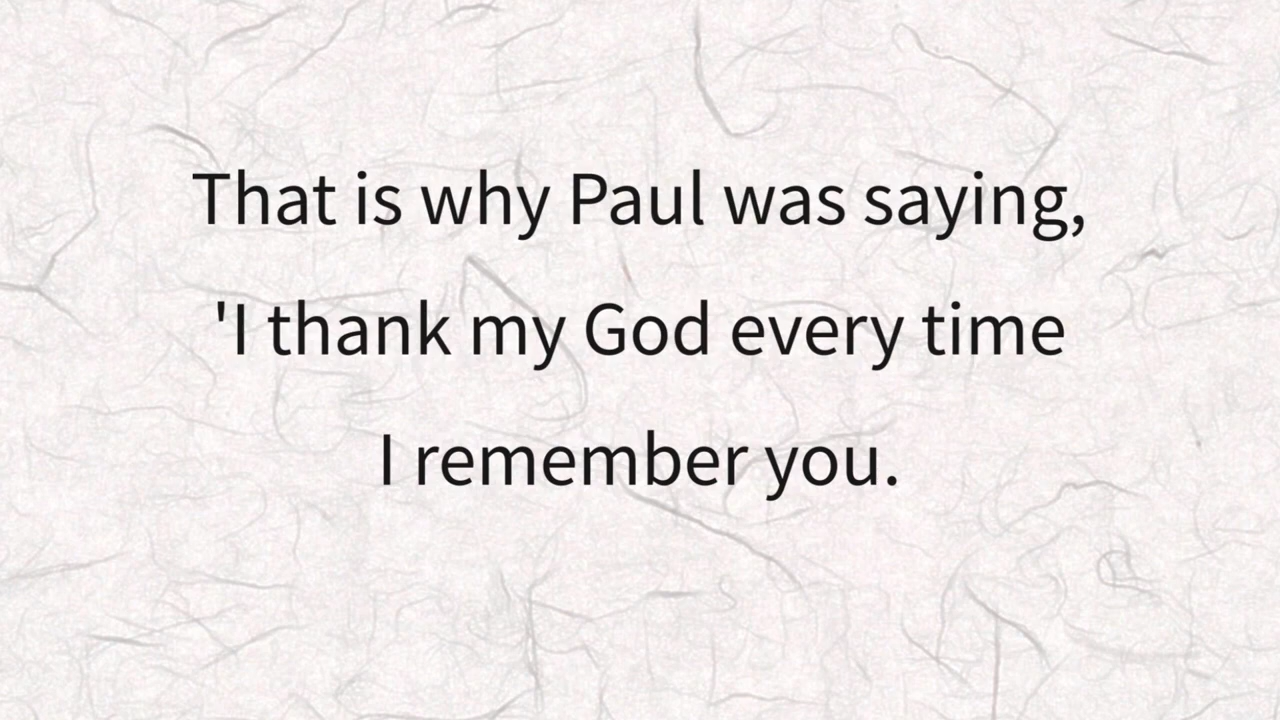 That is why Paul was saying,
'I thank my God every time
I remember you.